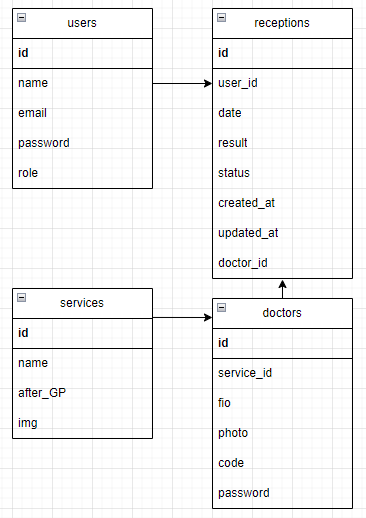 users
id
name
email
password
role
receptions
id
user_id
date
result
status
created_at
updated_at
doctor_id
services
id
name
after_GP
img
doctors
id
service_id
fio
photo
code
password